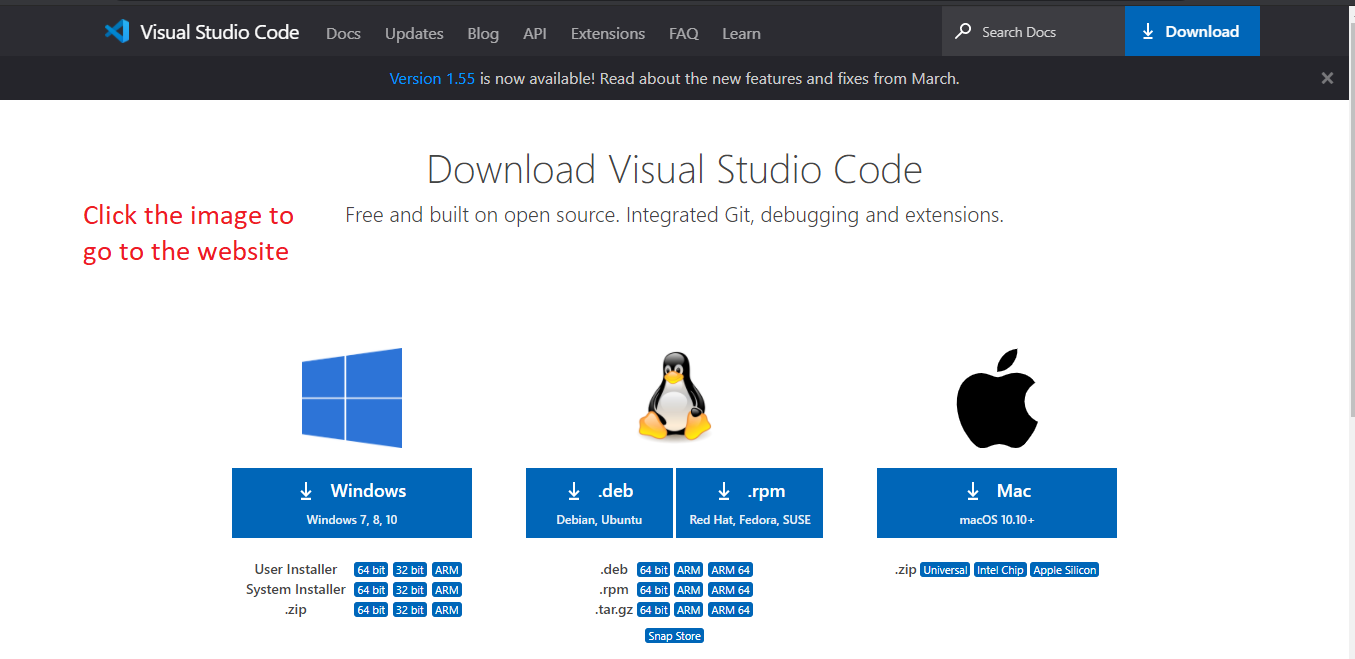 Visual Studio Code Docs Updates Blog API Extensions FAQ Learn Search Docs Download
Version 1.55 is now available! Read about the new features and fixes from March.
Download Visual Studio Code
Click the image to
go to the website
Free and built on open source. Integrated Git, debugging and extensions.
Windows
Windows 7, 8, 10
.deb
Debian, Ubuntu
.rpm
Red Hat, Fedora, SUSE
Mac
macOS 10.10+
User Installer 64 bit 32 bit ARM
System Installer 64 bit 32 bit ARM
.zip 64 bit 32 bit ARM
.deb 64 bit ARM ARM 64
.rpm 64 bit ARM ARM 64
.tar.gz 64 bit ARM ARM 64
Snap Store
.zip Universal Intel Chip Apple Silicon